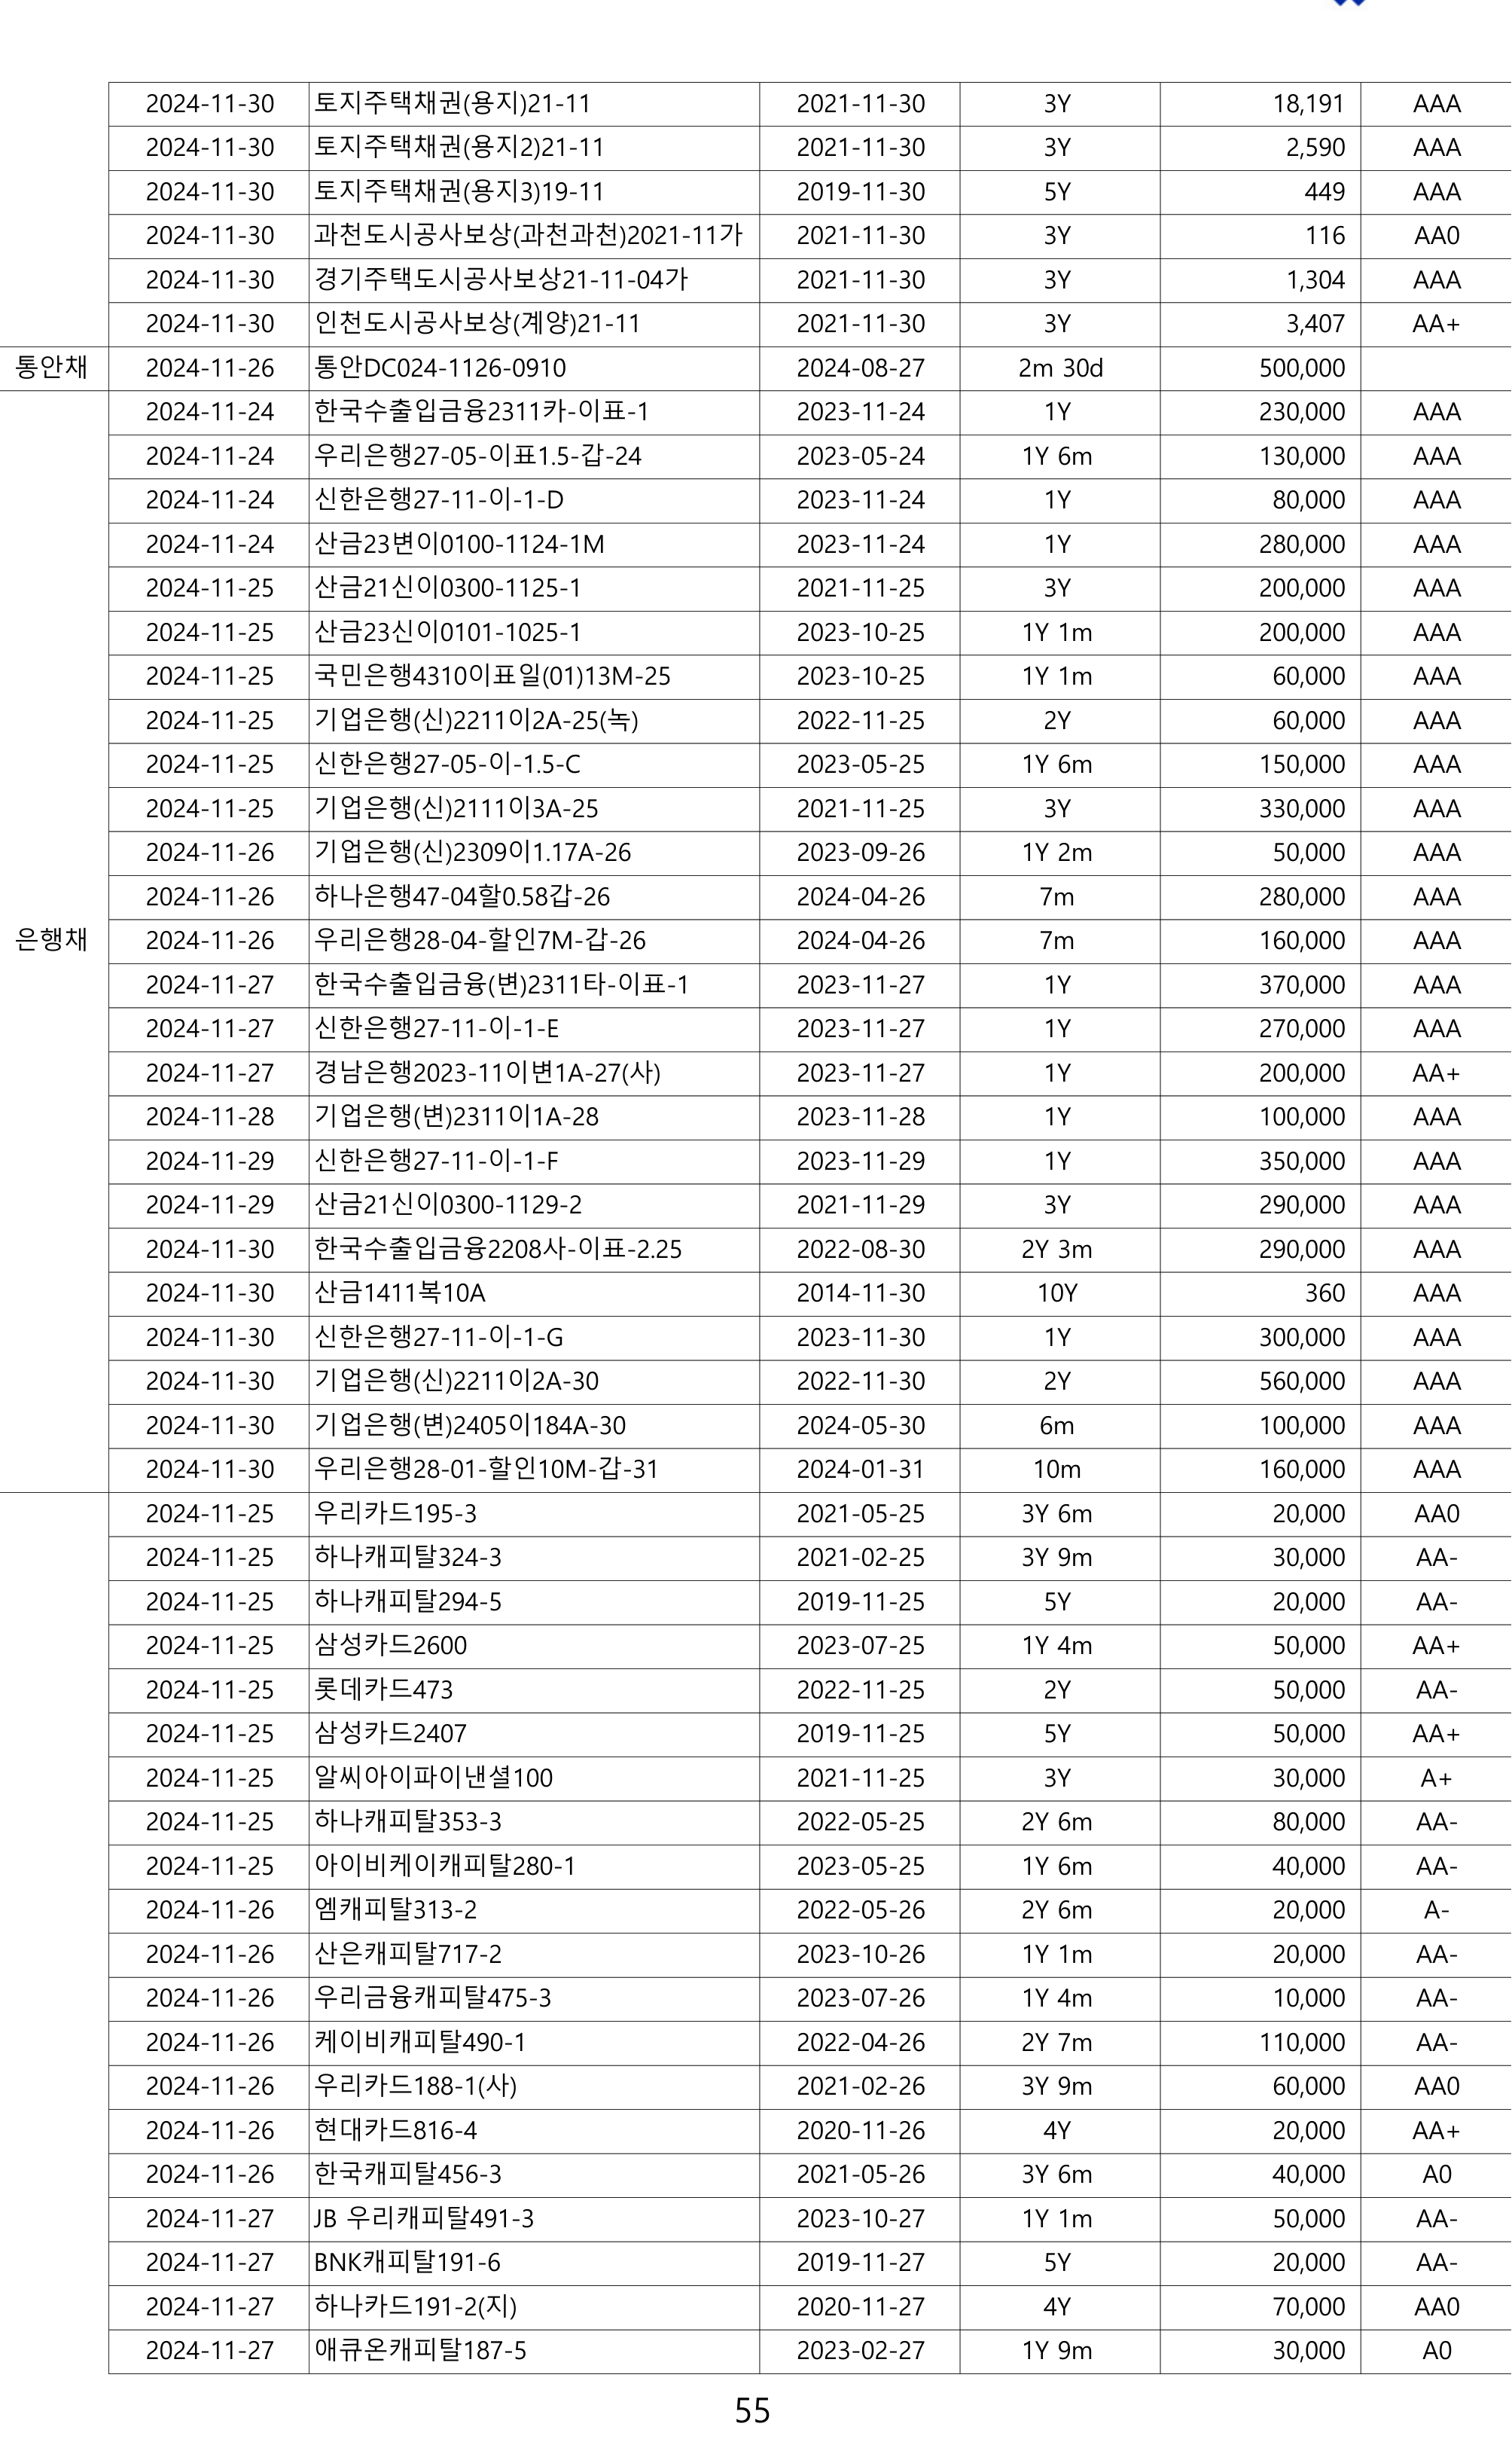 2024-11-30 토지주택채권(용지)21-11 2021-11-30 3Y 18,191 AAA
2024-11-30 토지주택채권(용지2)21-11 2021-11-30 3Y 2,590 AAA
2024-11-30 토지주택채권(용지3)19-11 2019-11-30 5Y 449 AAA
2024-11-30 과천도시공사보상(과천과천)2021-11가 2021-11-30 3Y 116 AA0
2024-11-30 경기주택도시공사보상21-11-04가 2021-11-30 3Y 1,304 AAA
2024-11-30 인천도시공사보상(계양)21-11 2021-11-30 3Y 3,407 AA+
통안채 2024-11-26 통안DC024-1126-0910 2024-08-27 2m 30d 500,000
2024-11-24 한국수출입금융2311카-이표-1 2023-11-24 1Y 230,000 AAA
2024-11-24 우리은행27-05-이표1.5-갑-24 2023-05-24 1Y 6m 130,000 AAA
2024-11-24 신한은행27-11-이-1-D 2023-11-24 1Y 80,000 AAA
2024-11-24 산금23변이0100-1124-1M 2023-11-24 1Y 280,000 AAA
2024-11-25 산금21신이0300-1125-1 2021-11-25 3Y 200,000 AAA
2024-11-25 산금23신이0101-1025-1 2023-10-25 1Y 1m 200,000 AAA
2024-11-25 국민은행4310이표일(01)13M-25 2023-10-25 1Y 1m 60,000 AAA
2024-11-25 기업은행(신)2211이2A-25(녹) 2022-11-25 2Y 60,000 AAA
2024-11-25 신한은행27-05-이-1.5-C 2023-05-25 1Y 6m 150,000 AAA
2024-11-25 기업은행(신)2111이3A-25 2021-11-25 3Y 330,000 AAA
2024-11-26 기업은행(신)2309이1.17A-26 2023-09-26 1Y 2m 50,000 AAA
2024-11-26 하나은행47-04할0.58갑-26 2024-04-26 7m 280,000 AAA
은행채 2024-11-26 우리은행28-04-할인7M-갑-26 2024-04-26 7m 160,000 AAA
2024-11-27 한국수출입금융(변)2311타-이표-1 2023-11-27 1Y 370,000 AAA
2024-11-27 신한은행27-11-이-1-E 2023-11-27 1Y 270,000 AAA
2024-11-27 경남은행2023-11이변1A-27(사) 2023-11-27 1Y 200,000 AA+
2024-11-28 기업은행(변)2311이1A-28 2023-11-28 1Y 100,000 AAA
2024-11-29 신한은행27-11-이-1-F 2023-11-29 1Y 350,000 AAA
2024-11-29 산금21신이0300-1129-2 2021-11-29 3Y 290,000 AAA
2024-11-30 한국수출입금융2208사-이표-2.25 2022-08-30 2Y 3m 290,000 AAA
2024-11-30 산금1411복10A 2014-11-30 10Y 360 AAA
2024-11-30 신한은행27-11-이-1-G 2023-11-30 1Y 300,000 AAA
2024-11-30 기업은행(신)2211이2A-30 2022-11-30 2Y 560,000 AAA
2024-11-30 기업은행(변)2405이184A-30 2024-05-30 6m 100,000 AAA
2024-11-30 우리은행28-01-할인10M-갑-31 2024-01-31 10m 160,000 AAA
2024-11-25 우리카드195-3 2021-05-25 3Y 6m 20,000 AA0
2024-11-25 하나캐피탈324-3 2021-02-25 3Y 9m 30,000 AA-
2024-11-25 하나캐피탈294-5 2019-11-25 5Y 20,000 AA-
2024-11-25 삼성카드2600 2023-07-25 1Y 4m 50,000 AA+
2024-11-25 롯데카드473 2022-11-25 2Y 50,000 AA-
2024-11-25 삼성카드2407 2019-11-25 5Y 50,000 AA+
2024-11-25 알씨아이파이낸셜100 2021-11-25 3Y 30,000 A+
2024-11-25 하나캐피탈353-3 2022-05-25 2Y 6m 80,000 AA-
2024-11-25 아이비케이캐피탈280-1 2023-05-25 1Y 6m 40,000 AA-
2024-11-26 엠캐피탈313-2 2022-05-26 2Y 6m 20,000 A-
2024-11-26 산은캐피탈717-2 2023-10-26 1Y 1m 20,000 AA-
2024-11-26 우리금융캐피탈475-3 2023-07-26 1Y 4m 10,000 AA-
2024-11-26 케이비캐피탈490-1 2022-04-26 2Y 7m 110,000 AA-
2024-11-26 우리카드188-1(사) 2021-02-26 3Y 9m 60,000 AA0
2024-11-26 현대카드816-4 2020-11-26 4Y 20,000 AA+
2024-11-26 한국캐피탈456-3 2021-05-26 3Y 6m 40,000 A0
2024-11-27 JB 우리캐피탈491-3 2023-10-27 1Y 1m 50,000 AA-
2024-11-27 BNK캐피탈191-6 2019-11-27 5Y 20,000 AA-
2024-11-27 하나카드191-2(지) 2020-11-27 4Y 70,000 AA0
2024-11-27 애큐온캐피탈187-5 2023-02-27 1Y 9m 30,000 A0
55